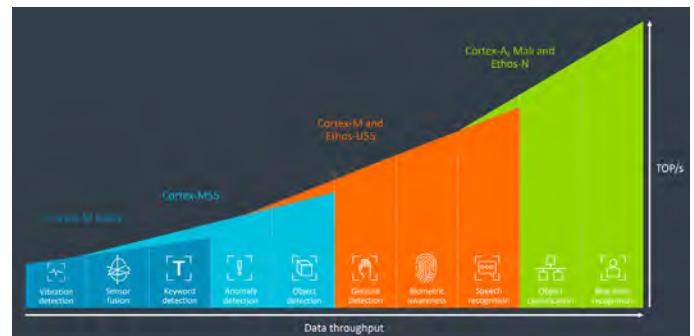 Cortex-A, Mali and
Ethos-N
Cortex-M and
Ethos-U55
Cortex-M55
TOP/s
T
Vibration
detection
Sensor
fusion
Keyword
detection
Anomaly
detection
Object
detection
Gesture
detection
Biometric
awareness
Speech
recognition
Object
classification
Real-time
recognition
Data throughput